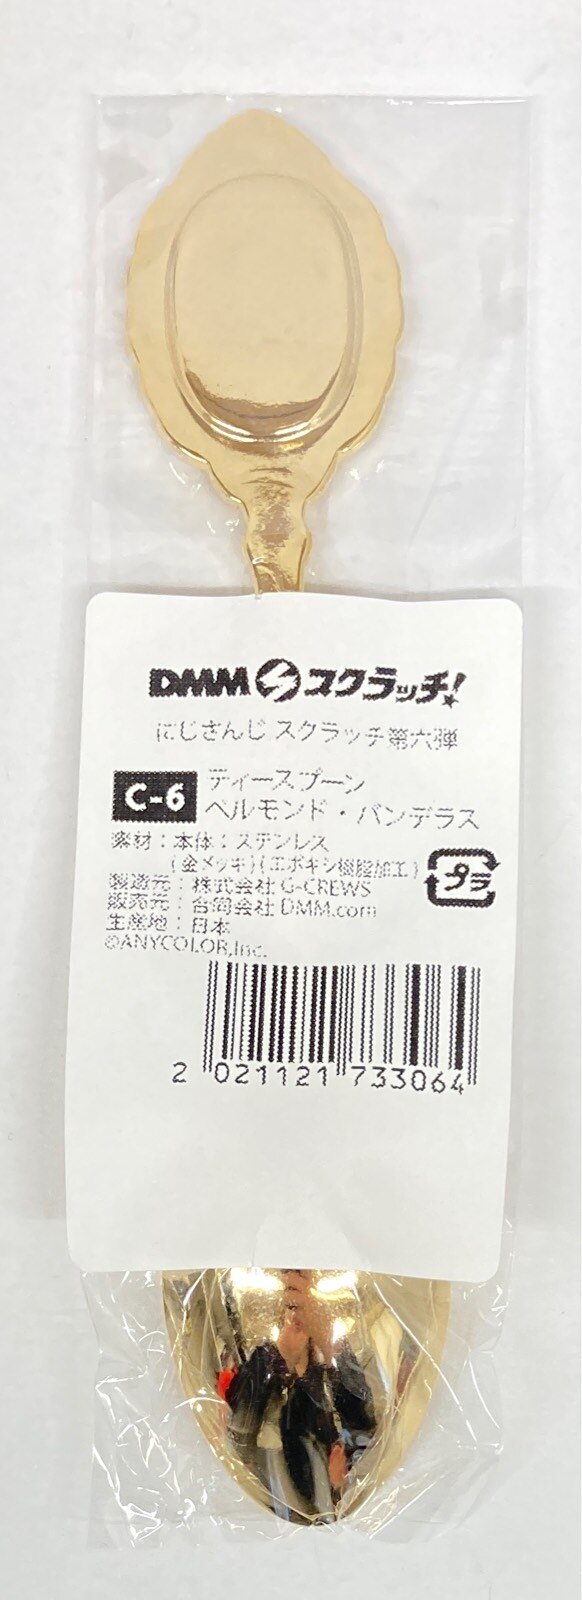 DMM スクラッチ!
にじさんじ スクラッチ第六弾
C-6 ティースプーン
ベルモンド・バンデラス
素材：本体：ステンレス
(金メッキ)(エポキシ樹脂加工)
製造元：株式会社 G-CREWS
販売元：合同会社 DMM.com
生産地：日本
©ANYCOLOR,Inc.
プラ
2 021121 733064